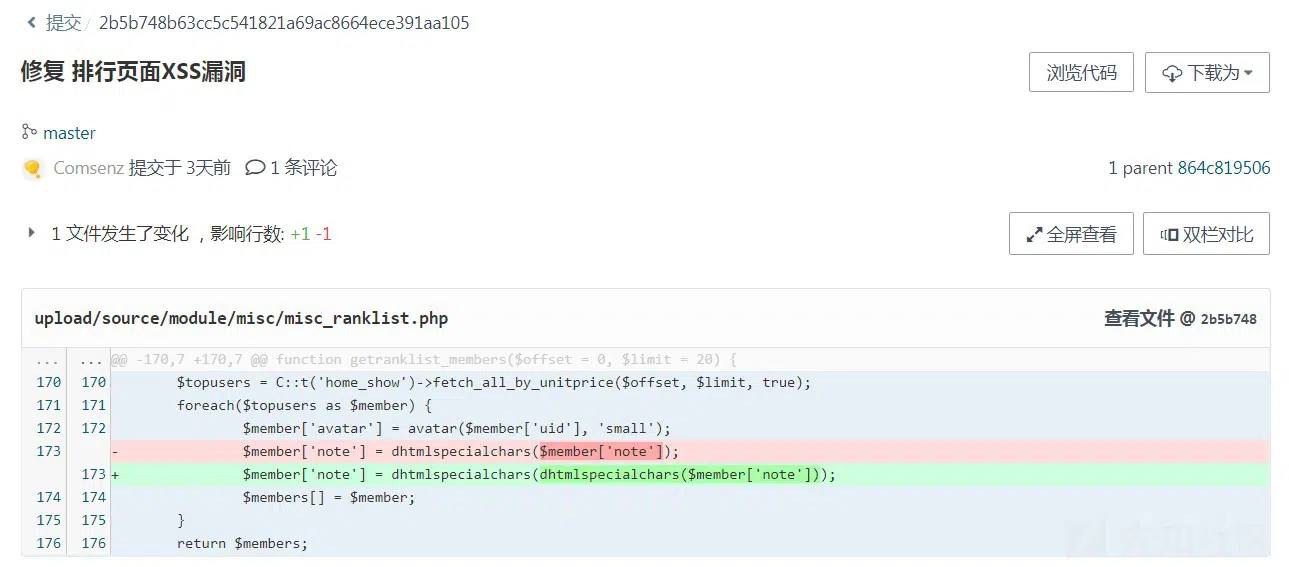 提交 / 2b5b748b63cc5c541821a69ac8664ece391aa105
修复 排行页面XSS漏洞
浏览代码 下载为
master
Comsenz 提交于 3天前 1 条评论 1 parent 864c819506
1 文件发生了变化 ，影响行数: +1 -1 全屏查看 双栏对比
upload/source/module/misc/misc_ranklist.php 查看文件 @ 2b5b748
... ... @@ -170,7 +170,7 @@ function getranklist_members($offset = 0, $limit = 20) {
170 170 $topusers = C::t('home_show')->fetch_all_by_unitprice($offset, $limit, true);
171 171 foreach($topusers as $member) {
172 172 $member['avatar'] = avatar($member['uid'], 'small');
173 - $member['note'] = dhtmlspecialchars($member['note']);
173 + $member['note'] = dhtmlspecialchars(dhtmlspecialchars($member['note']));
174 174 $members[] = $member;
175 175 }
176 176 return $members;
先知社区